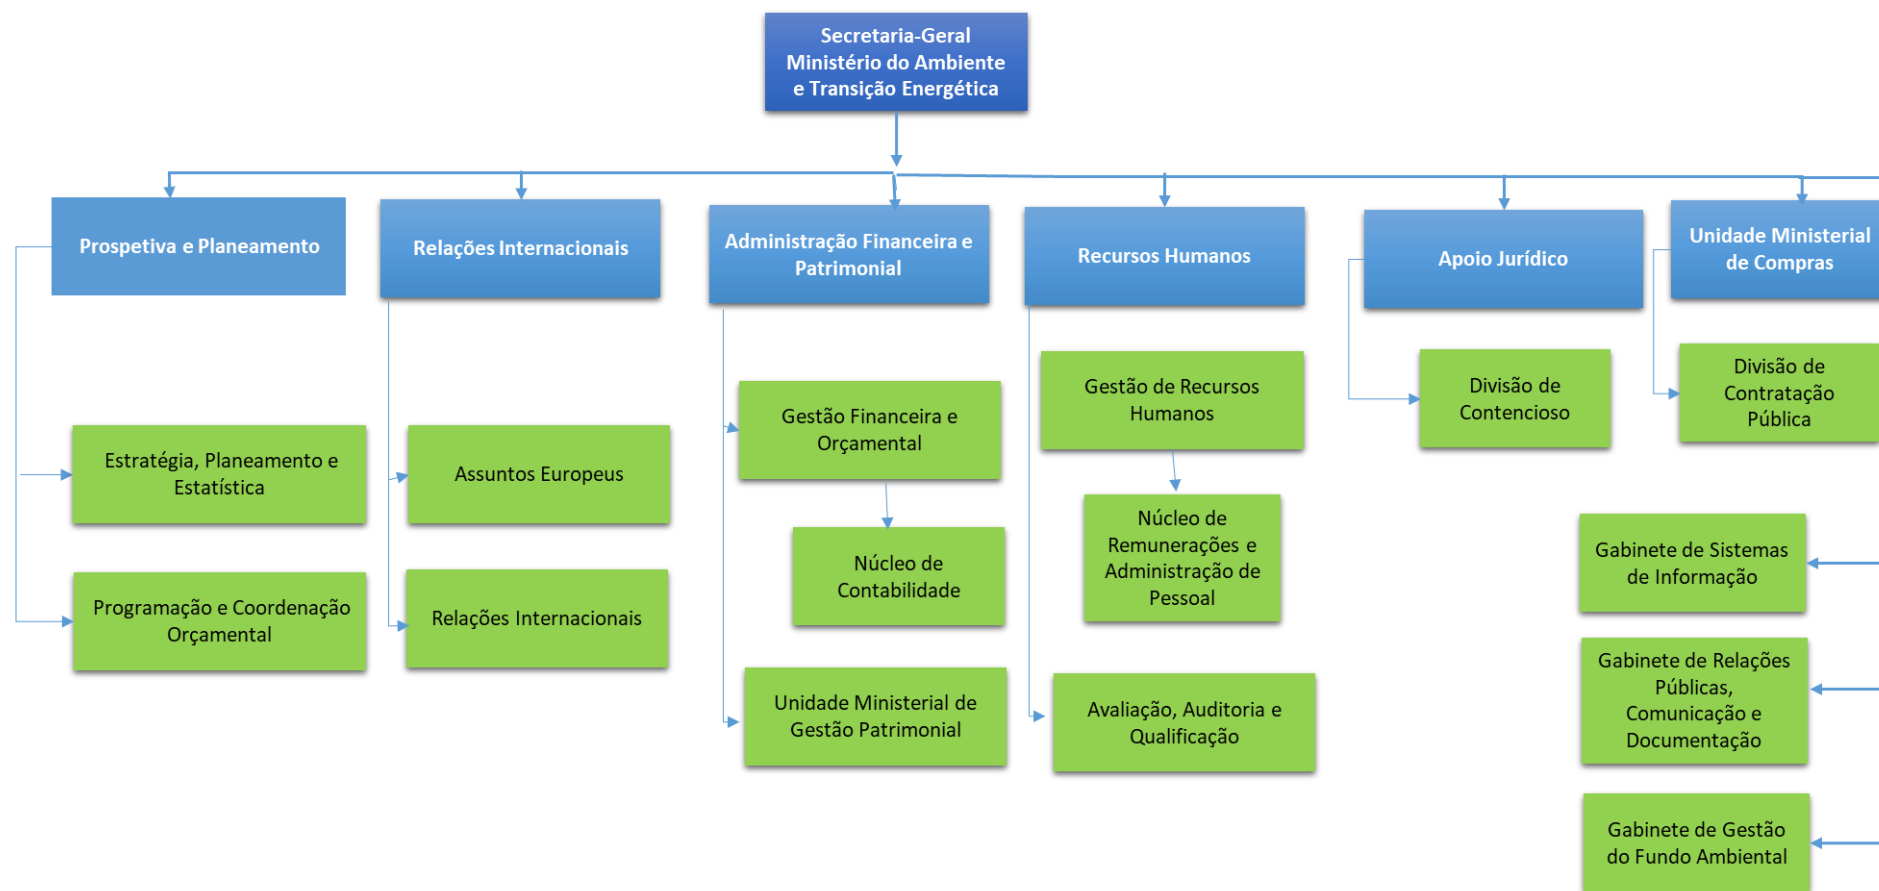 Secretaria-Geral
Ministério do Ambiente
e Transição Energética
Prospetiva e Planeamento
Relações Internacionais
Administração Financeira e
Patrimonial
Recursos Humanos
Apoio Jurídico
Unidade Ministerial
de Compras
Estratégia, Planeamento e
Estatística
Programação e Coordenação
Orçamental
Assuntos Europeus
Relações Internacionais
Gestão Financeira e
Orçamental
Núcleo de
Contabilidade
Unidade Ministerial de
Gestão Patrimonial
Gestão de Recursos
Humanos
Núcleo de
Remunerações e
Administração de
Pessoal
Avaliação, Auditoria e
Qualificação
Divisão de
Contencioso
Divisão de
Contratação
Pública
Gabinete de Sistemas
de Informação
Gabinete de Relações
Públicas,
Comunicação e
Documentação
Gabinete de Gestão
do Fundo Ambiental